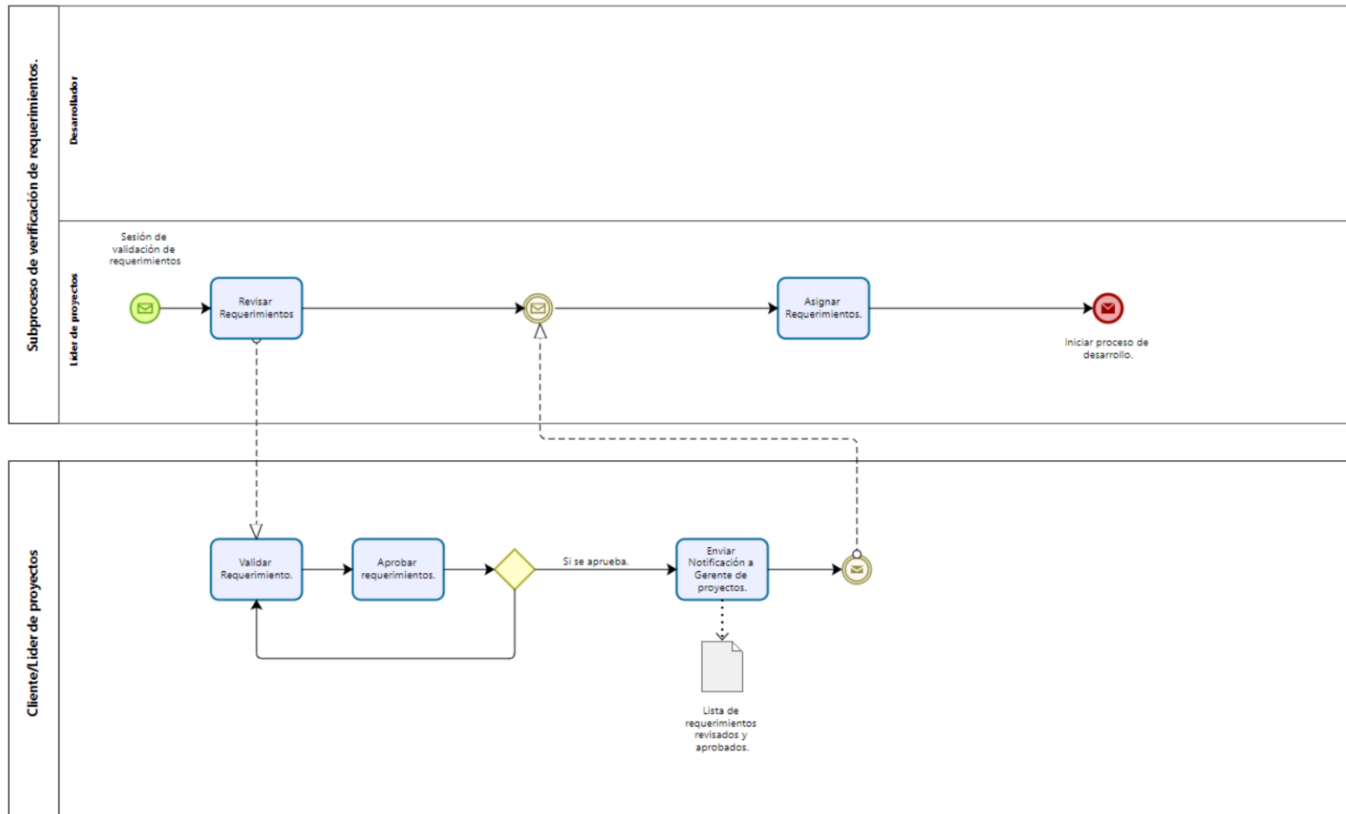 Subproceso de verificación de requerimientos.
Desarrollador
Lider de proyectos
Sesión de
validación de
requerimientos
Revisar
Requerimientos
Asignar
Requerimientos.
Iniciar proceso de
desarrollo.
Cliente/Lider de proyectos
Validar
Requerimiento.
Aprobar
requerimientos.
Si se aprueba.
Enviar
Notificación a
Gerente de
proyectos.
Lista de
requerimientos
revisados y
aprobados.